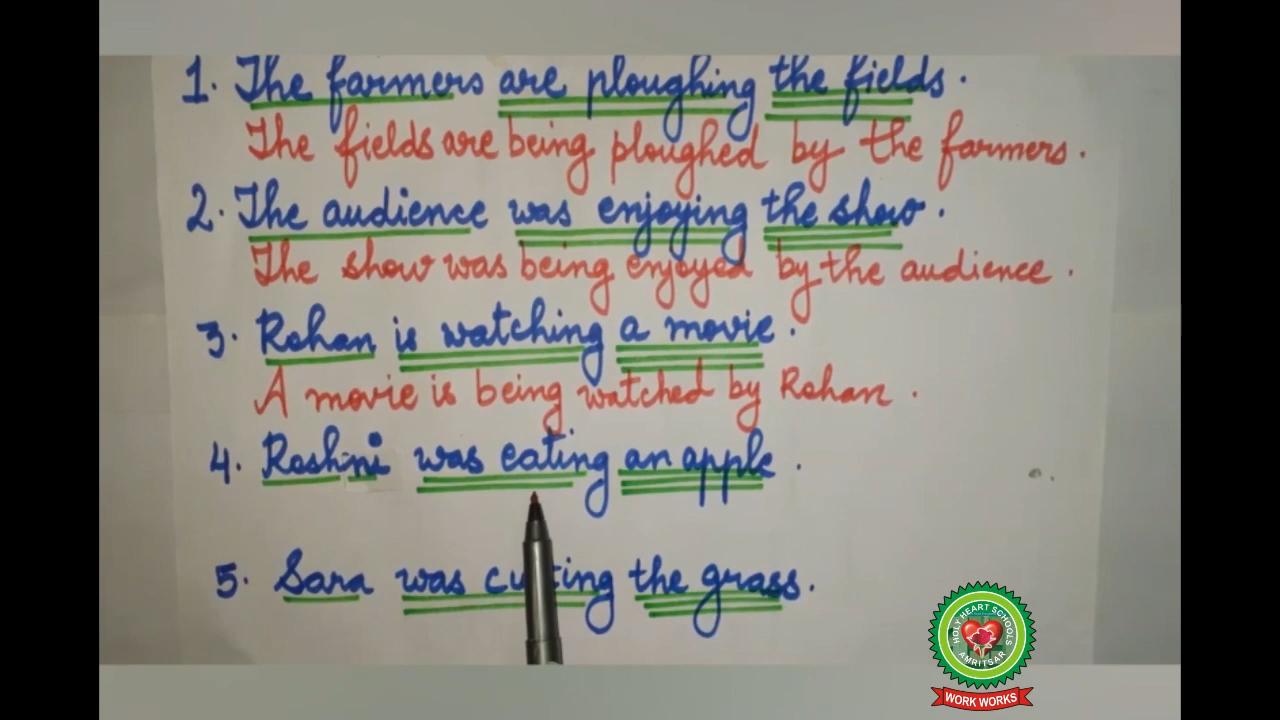 1. The farmers are ploughing the fields.
The fields are being ploughed by the farmers.
2. The audience was enjoying the show.
The show was being enjoyed by the audience.
3. Rohan is watching a movie.
A movie is being watched by Rohan.
4. Roshni was eating an apple.
5. Sara was cutting the grass.
HOLY HEART SCHOOLS
AMRITSAR
WORK WORKS